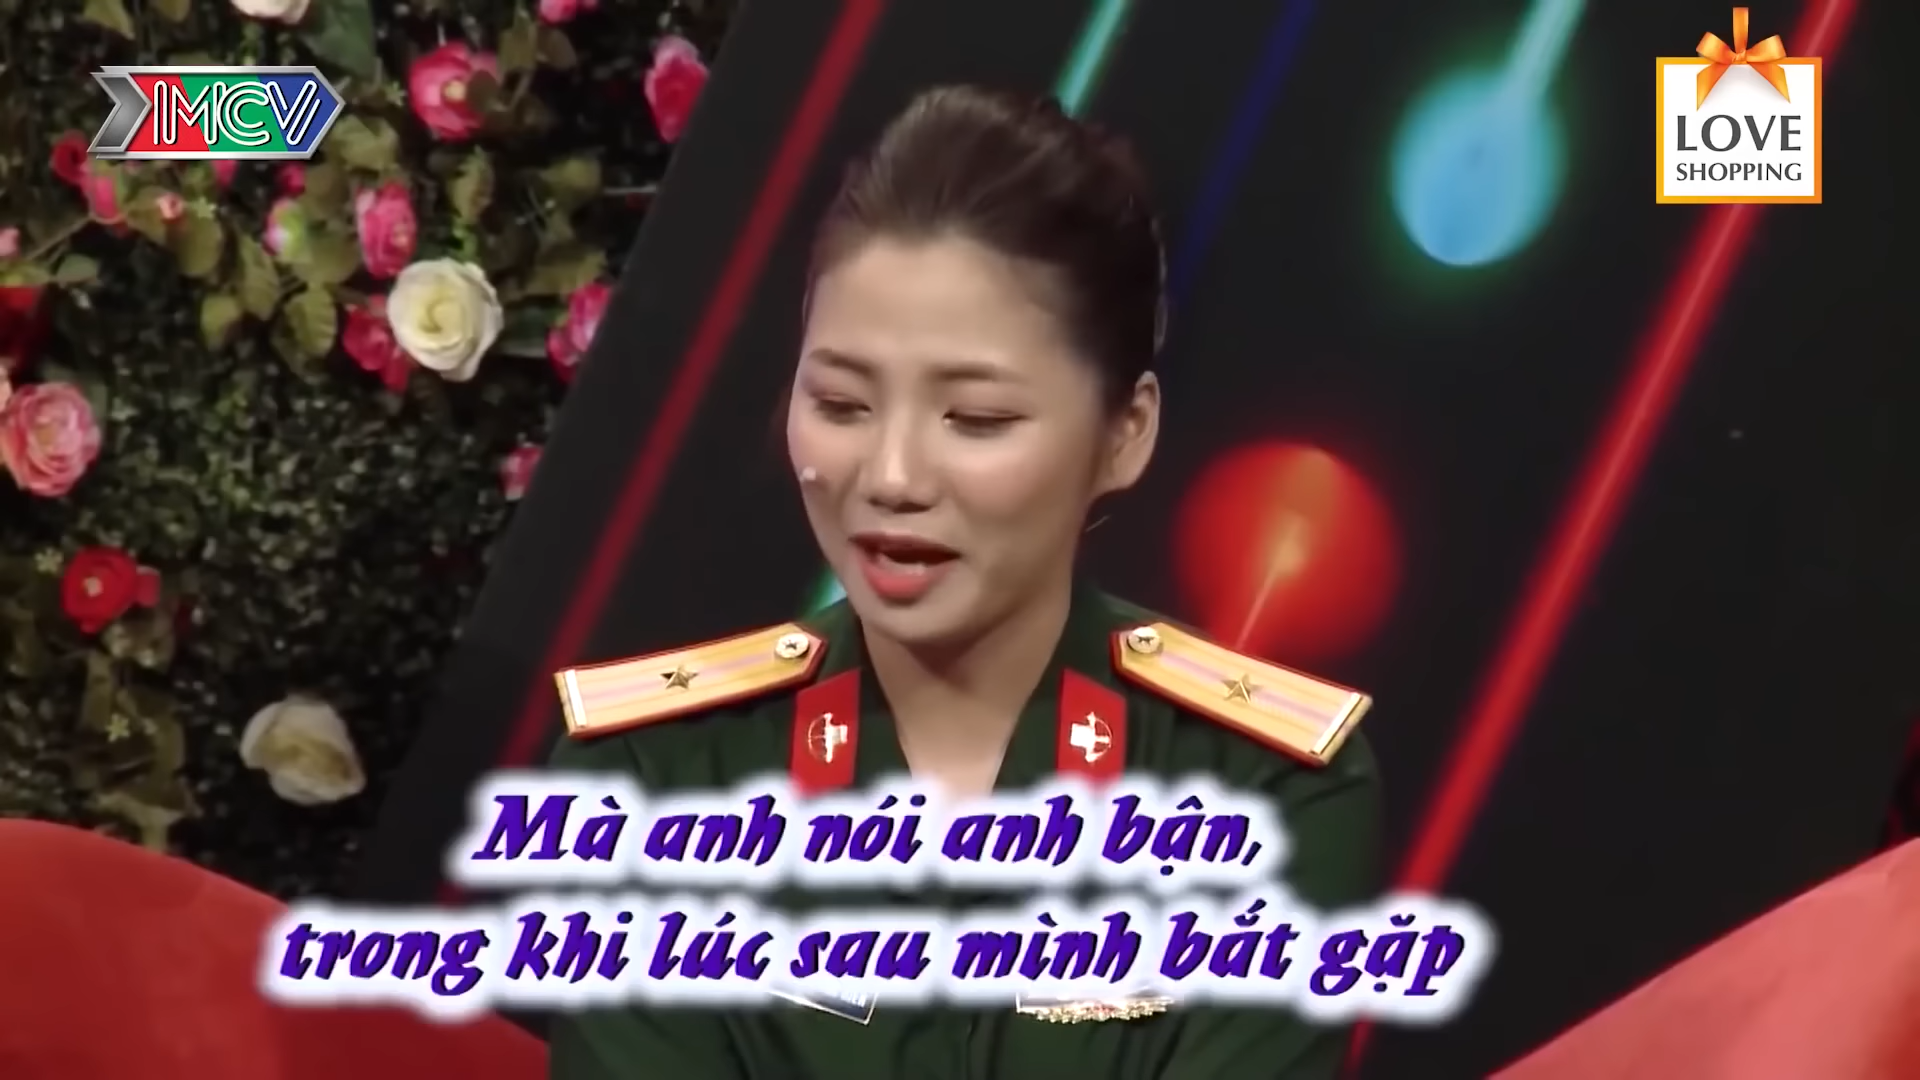 MCV
LOVE
SHOPPING
Mà anh nói anh bận,
trong khi lúc sau mình bắt gặp